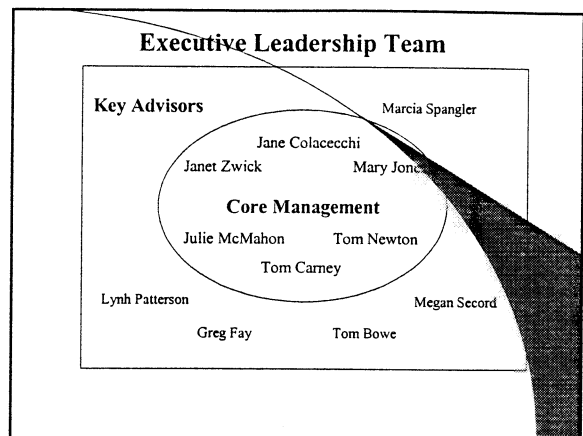 Executive Leadership Team
Key Advisors
Marcia Spangler
Jane Colacecchi
Janet Zwick
Mary Jones
Core Management
Julie McMahon
Tom Newton
Tom Carney
Lynh Patterson
Megan Secord
Greg Fay
Tom Bowe